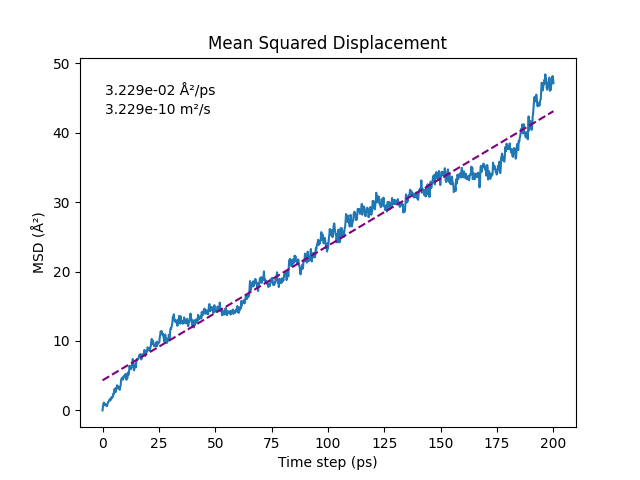 Mean Squared Displacement
3.229e-02 Å²/ps
3.229e-10 m²/s
MSD (Å²)
50
40
30
20
10
0
0 25 50 75 100 125 150 175 200
Time step (ps)